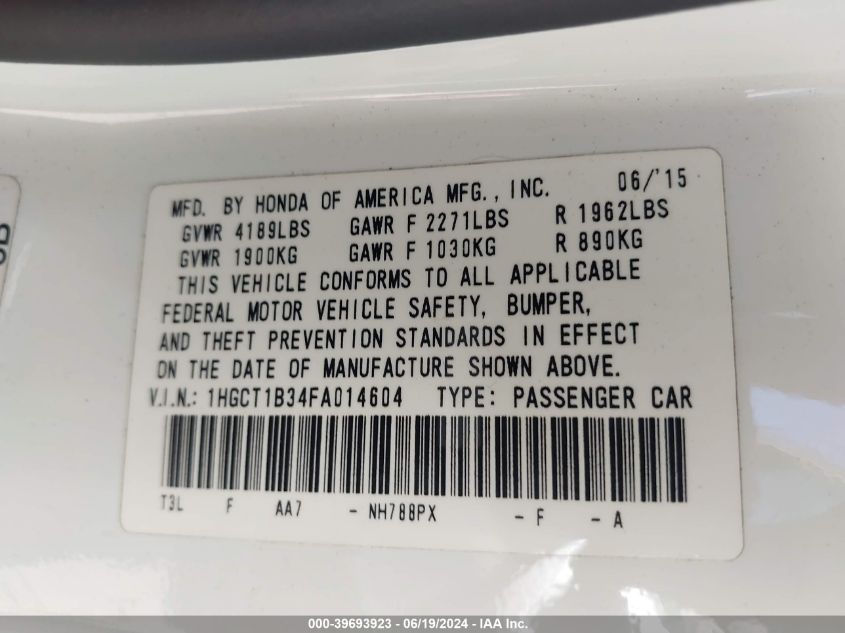 MFD. BY HONDA OF AMERICA MFG., INC. 06/'15
GVWR 4189LBS GAWR F 2271LBS R 1962LBS
GVWR 1900KG GAWR F 1030KG R 890KG
THIS VEHICLE CONFORMS TO ALL APPLICABLE
FEDERAL MOTOR VEHICLE SAFETY, BUMPER,
AND THEFT PREVENTION STANDARDS IN EFFECT
ON THE DATE OF MANUFACTURE SHOWN ABOVE.
V.I.N.: 1HGCT1B34FA014604 TYPE: PASSENGER CAR
T3L F AA7 - NH788PX - F - A
000-39693923 - 06/19/2024 - IAA Inc.